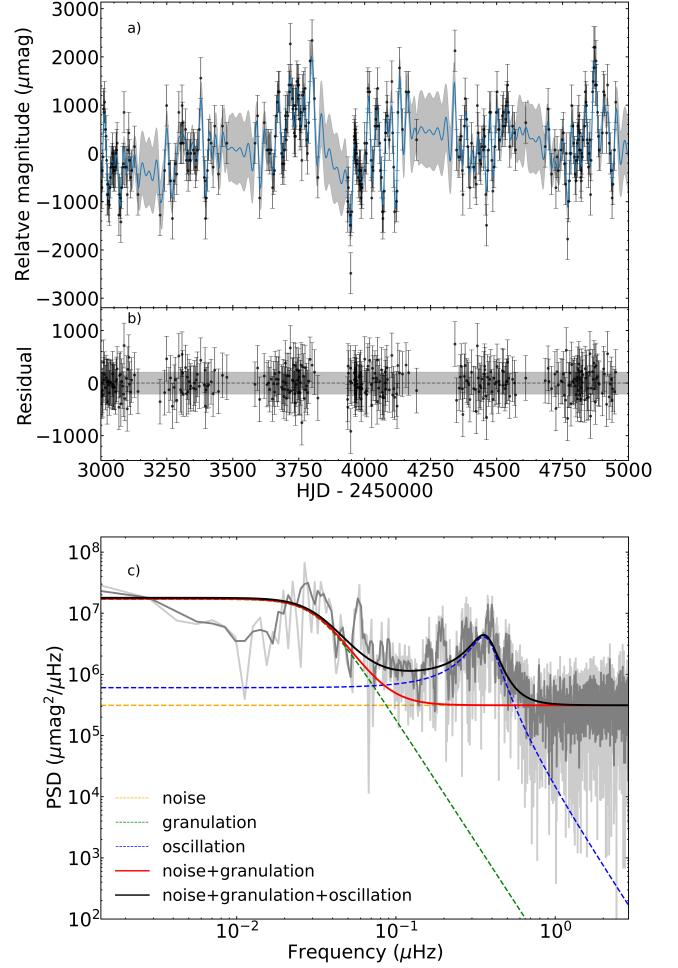 a)
3000
2000
1000
0
−1000
−2000
−3000
Relatve magnitude (μmag)
b)
1000
0
−1000
Residual
3000 3250 3500 3750 4000 4250 4500 4750 5000
HJD - 2450000
c)
10⁸
10⁷
10⁶
10⁵
10⁴
10³
10²
PSD (μmag²/μHz)
noise
granulation
oscillation
noise+granulation
noise+granulation+oscillation
10⁻² 10⁻¹ 10⁰
Frequency (μHz)